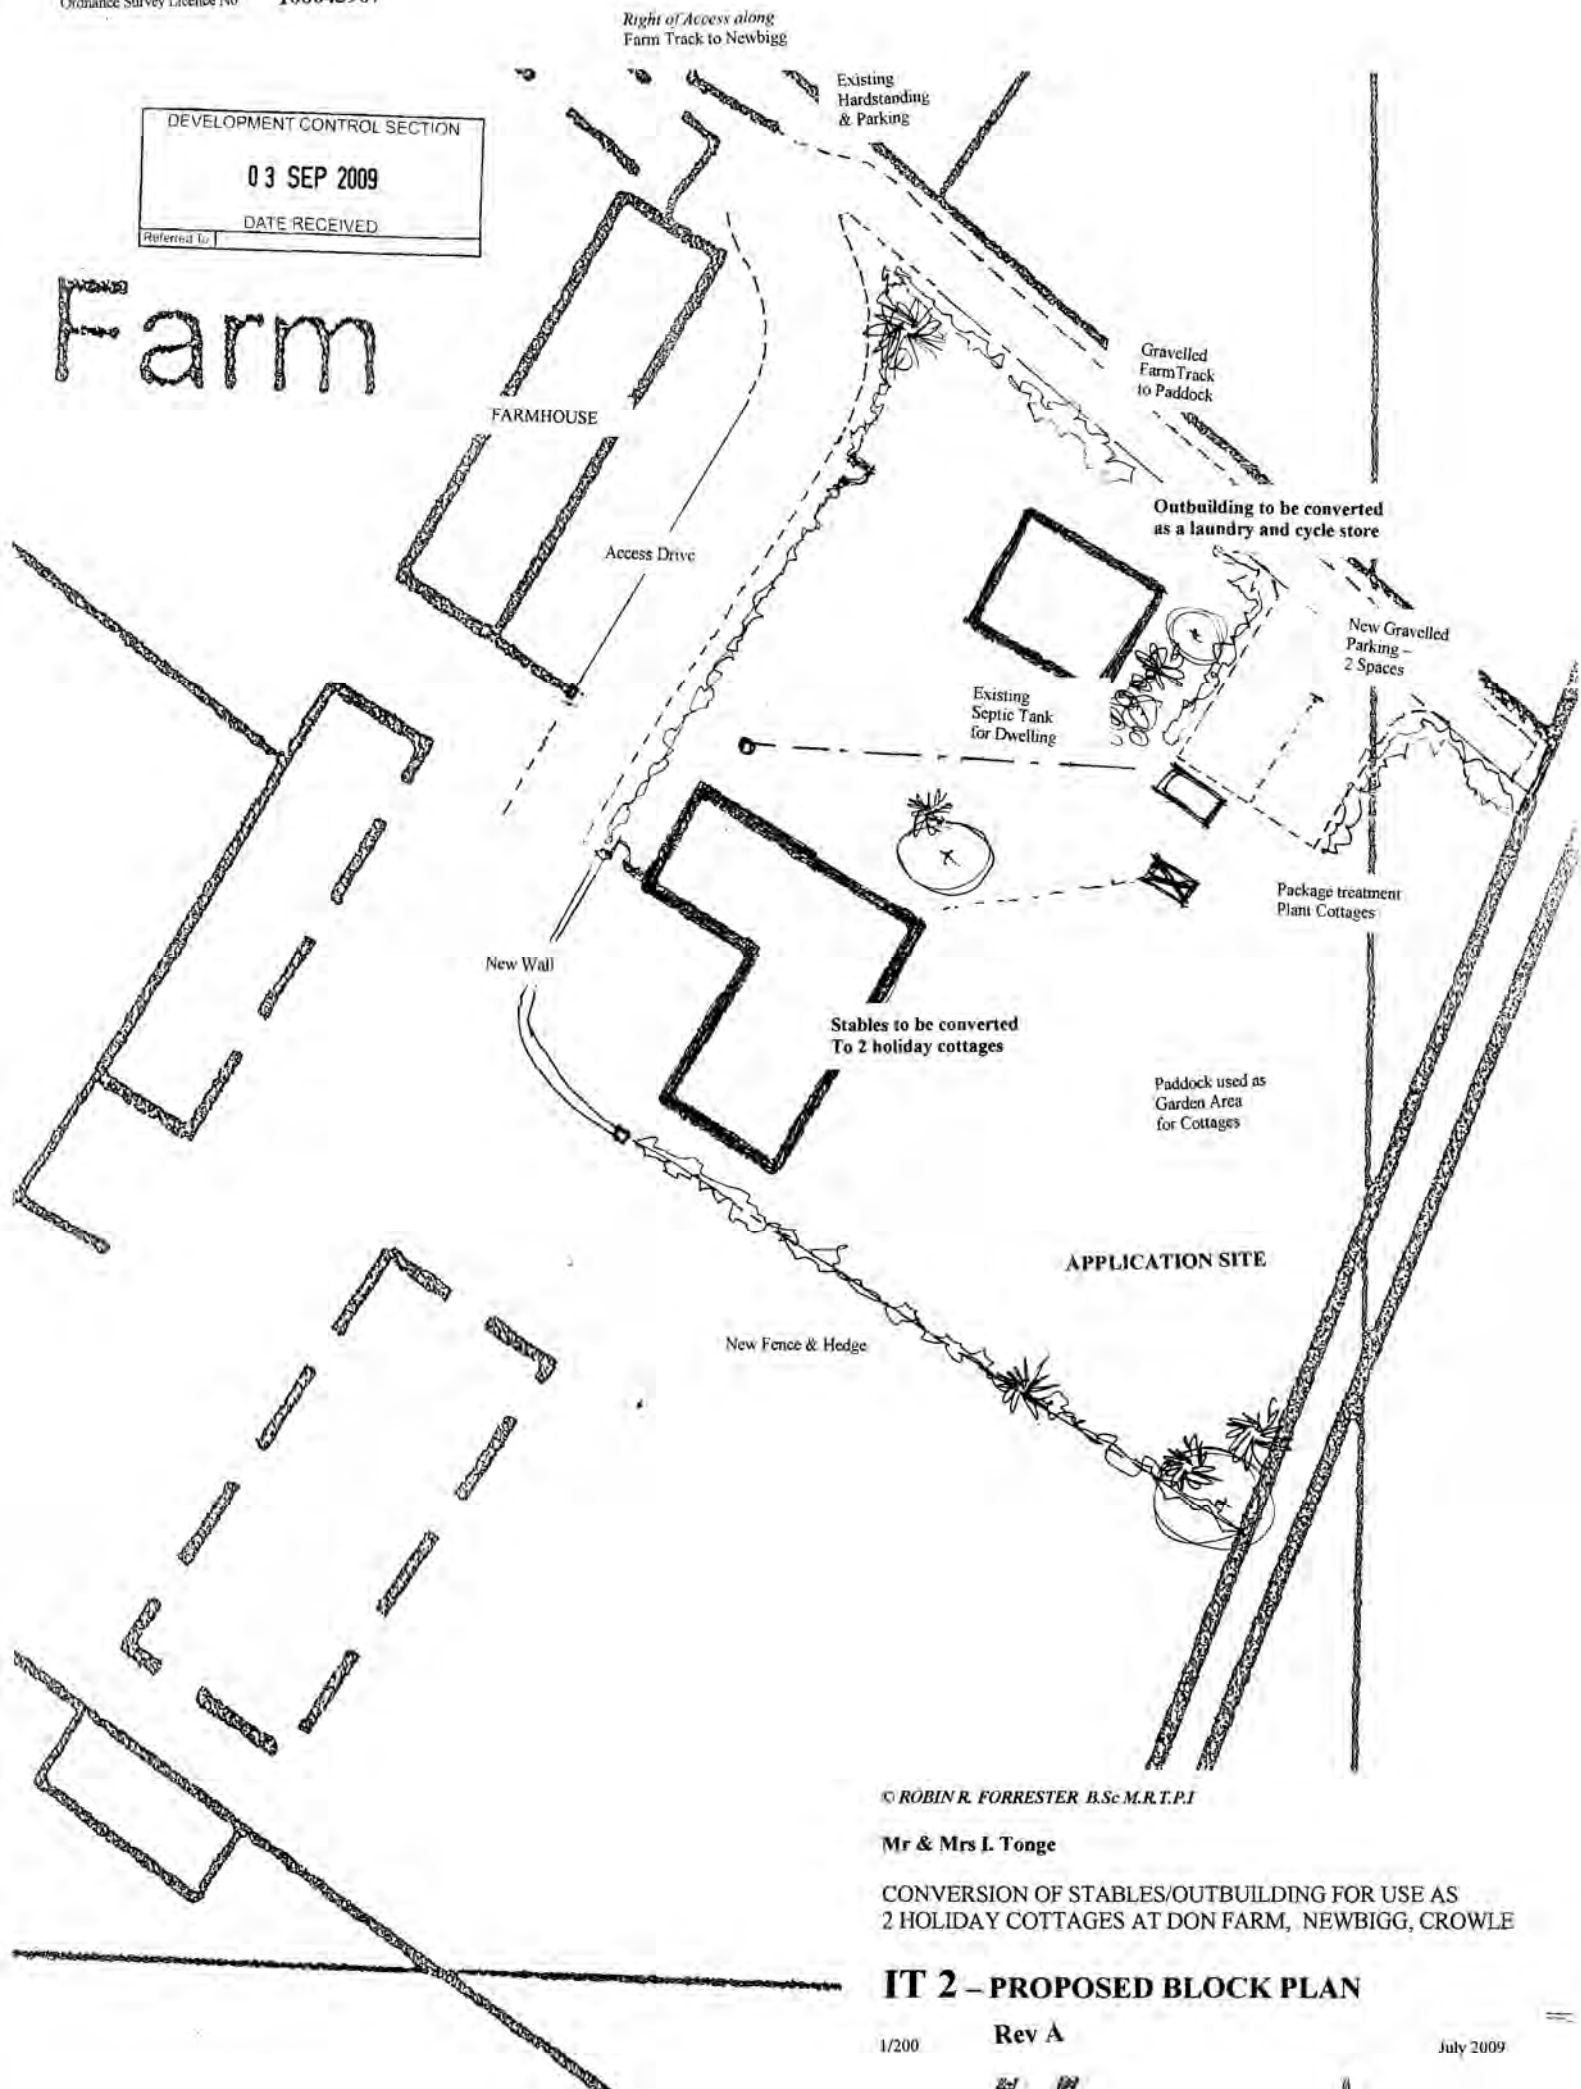 Ordnance Survey Licence No
Right of Access along
Farm Track to Newbigg
Existing
Hardstanding
& Parking
DEVELOPMENT CONTROL SECTION
03 SEP 2009
DATE RECEIVED
Referred To
Farm
FARMHOUSE
Gravelled
Farm Track
to Paddock
Outbuilding to be converted
as a laundry and cycle store
Access Drive
New Gravelled
Parking –
2 Spaces
Existing
Septic Tank
for Dwelling
Package treatment
Plant Cottages
New Wall
Stables to be converted
To 2 holiday cottages
Paddock used as
Garden Area
for Cottages
APPLICATION SITE
New Fence & Hedge
© ROBIN R. FORRESTER B.Sc M.R.T.P.I
Mr & Mrs I. Tonge
CONVERSION OF STABLES/OUTBUILDING FOR USE AS
2 HOLIDAY COTTAGES AT DON FARM, NEWBIGG, CROWLE
IT 2 – PROPOSED BLOCK PLAN
Rev A
1/200
July 2009